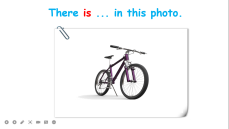 There is ... in this photo.